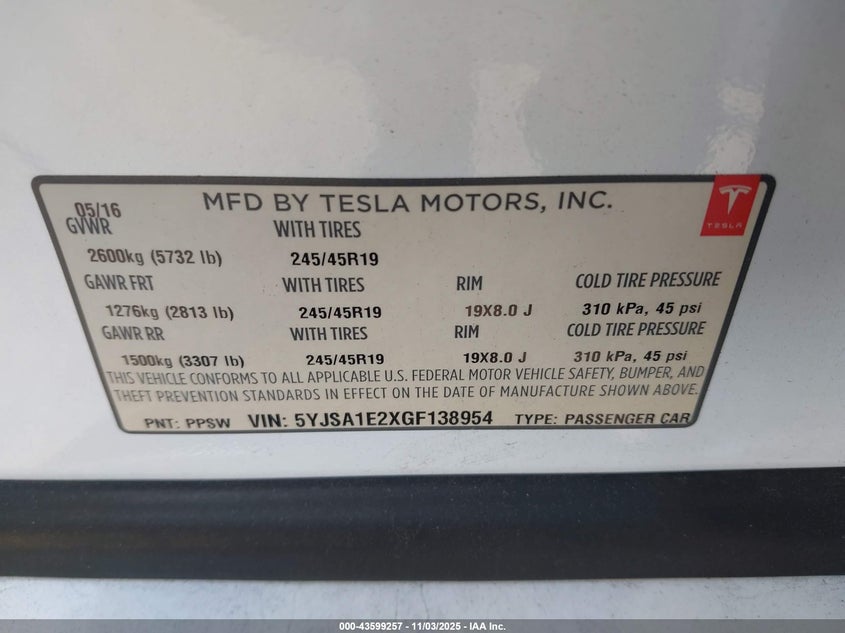 05/16 MFD BY TESLA MOTORS, INC.
TESLA
GVWR WITH TIRES
2600kg (5732 lb) 245/45R19
GAWR FRT WITH TIRES RIM COLD TIRE PRESSURE
1276kg (2813 lb) 245/45R19 19X8.0 J 310 kPa, 45 psi
GAWR RR WITH TIRES RIM COLD TIRE PRESSURE
1500kg (3307 lb) 245/45R19 19X8.0 J 310 kPa, 45 psi
THIS VEHICLE CONFORMS TO ALL APPLICABLE U.S. FEDERAL MOTOR VEHICLE SAFETY, BUMPER, AND
THEFT PREVENTION STANDARDS IN EFFECT ON THE DATE OF MANUFACTURE SHOWN ABOVE.
PNT: PPSW VIN: 5YJSA1E2XGF138954 TYPE: PASSENGER CAR
000-43599257 - 11/03/2025 - IAA Inc.